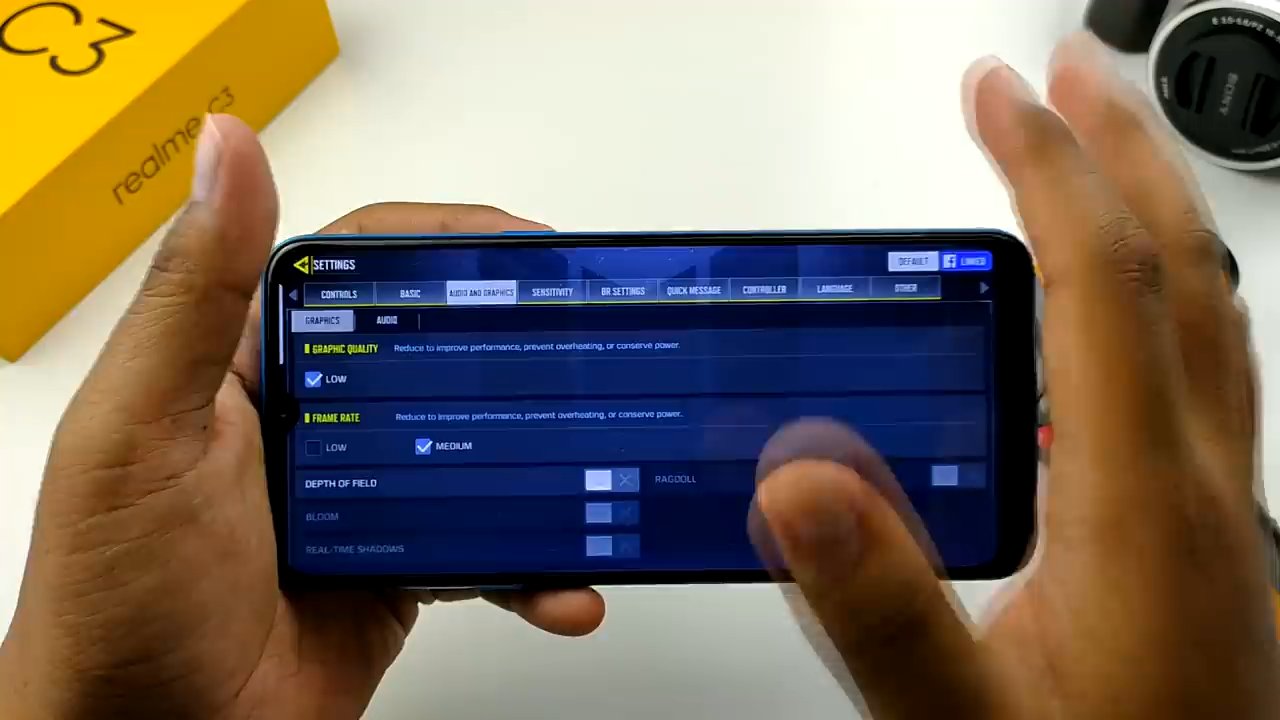 C3
realme C3
SONY
SETTINGS
DEFAULT
LINKED
CONTROLS
BASIC
AUDIO AND GRAPHICS
SENSITIVITY
BR SETTINGS
QUICK MESSAGE
CONTROLLER
LANGUAGE
OTHER
GRAPHICS
AUDIO
GRAPHIC QUALITY
Reduce to improve performance, prevent overheating, or conserve power.
LOW
FRAME RATE
Reduce to improve performance, prevent overheating, or conserve power.
LOW
MEDIUM
DEPTH OF FIELD
RAGDOLL
BLOOM
REAL-TIME SHADOWS